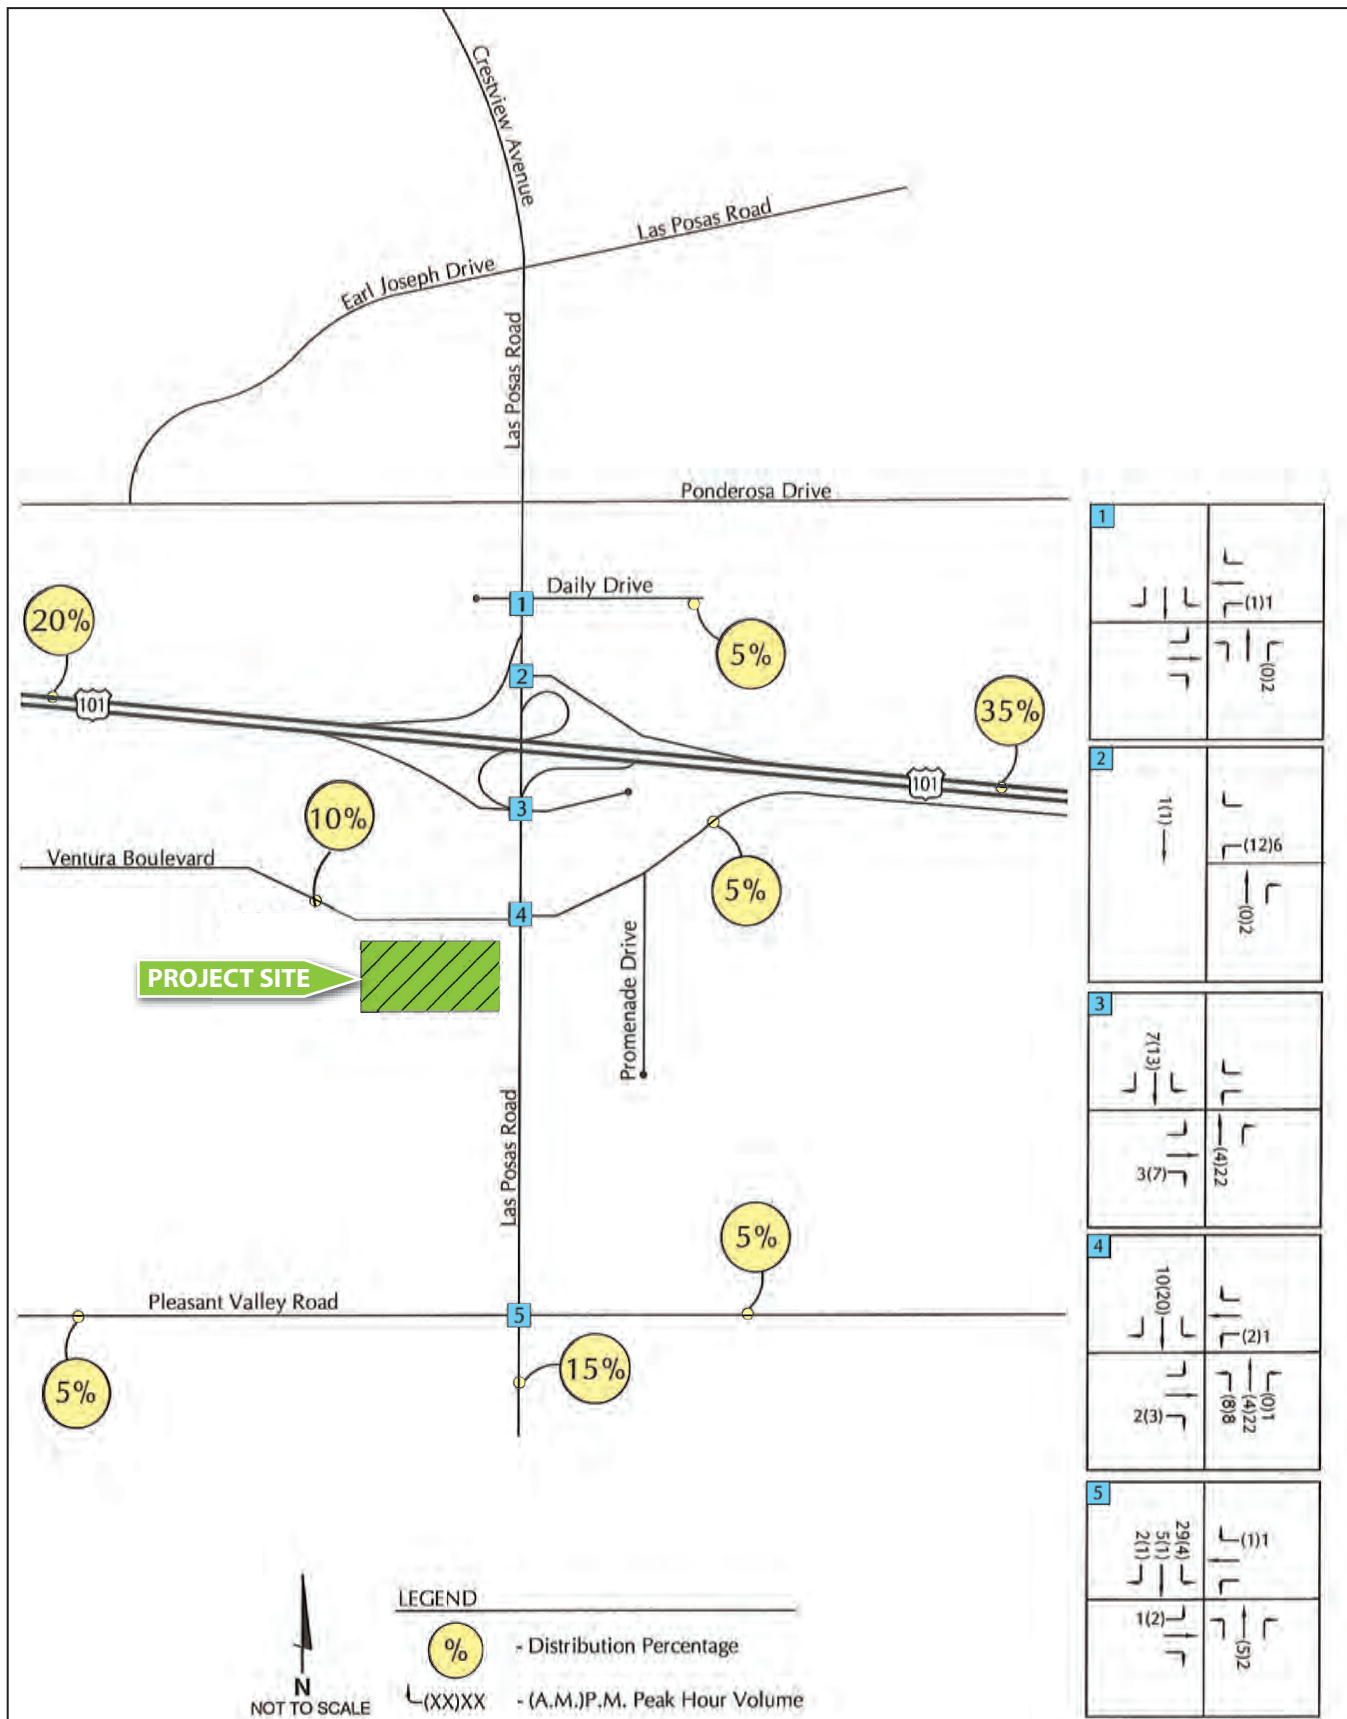 Crestview Avenue
Las Posas Road
Earl Joseph Drive
Las Posas Road
Ponderosa Drive
Daily Drive
1
20%
5%
2
101
35%
101
3
10%
Ventura Boulevard
5%
4
PROJECT SITE
Promenade Drive
Las Posas Road
5%
Pleasant Valley Road
5
15%
5%
1
(1)1
(0)2
2
1(1)
(12)6
(0)2
3
7(13)
3(7)
(4)22
4
10(20)
(2)1
2(3)
(8)8
(4)22
(0)1
5
2(1)
5(1)
29(4)
(1)1
1(2)
(5)2
N
NOT TO SCALE
LEGEND
% - Distribution Percentage
(XX)XX - (A.M.)P.M. Peak Hour Volume